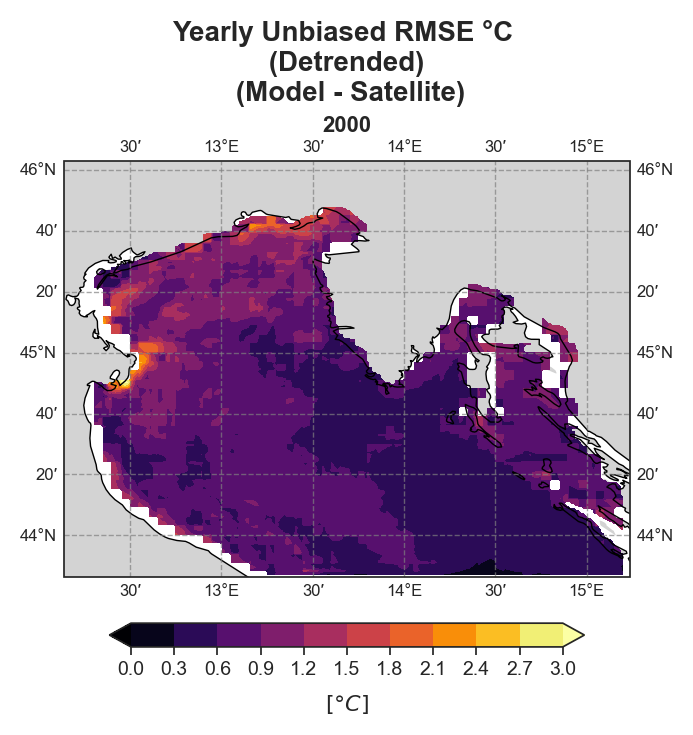 Yearly Unbiased RMSE °C
(Detrended)
(Model - Satellite)
2000
30′ 13°E 30′ 14°E 30′ 15°E
46°N 46°N
40′ 40′
20′ 20′
45°N 45°N
40′ 40′
20′ 20′
44°N 44°N
30′ 13°E 30′ 14°E 30′ 15°E
0.0 0.3 0.6 0.9 1.2 1.5 1.8 2.1 2.4 2.7 3.0
[°C]